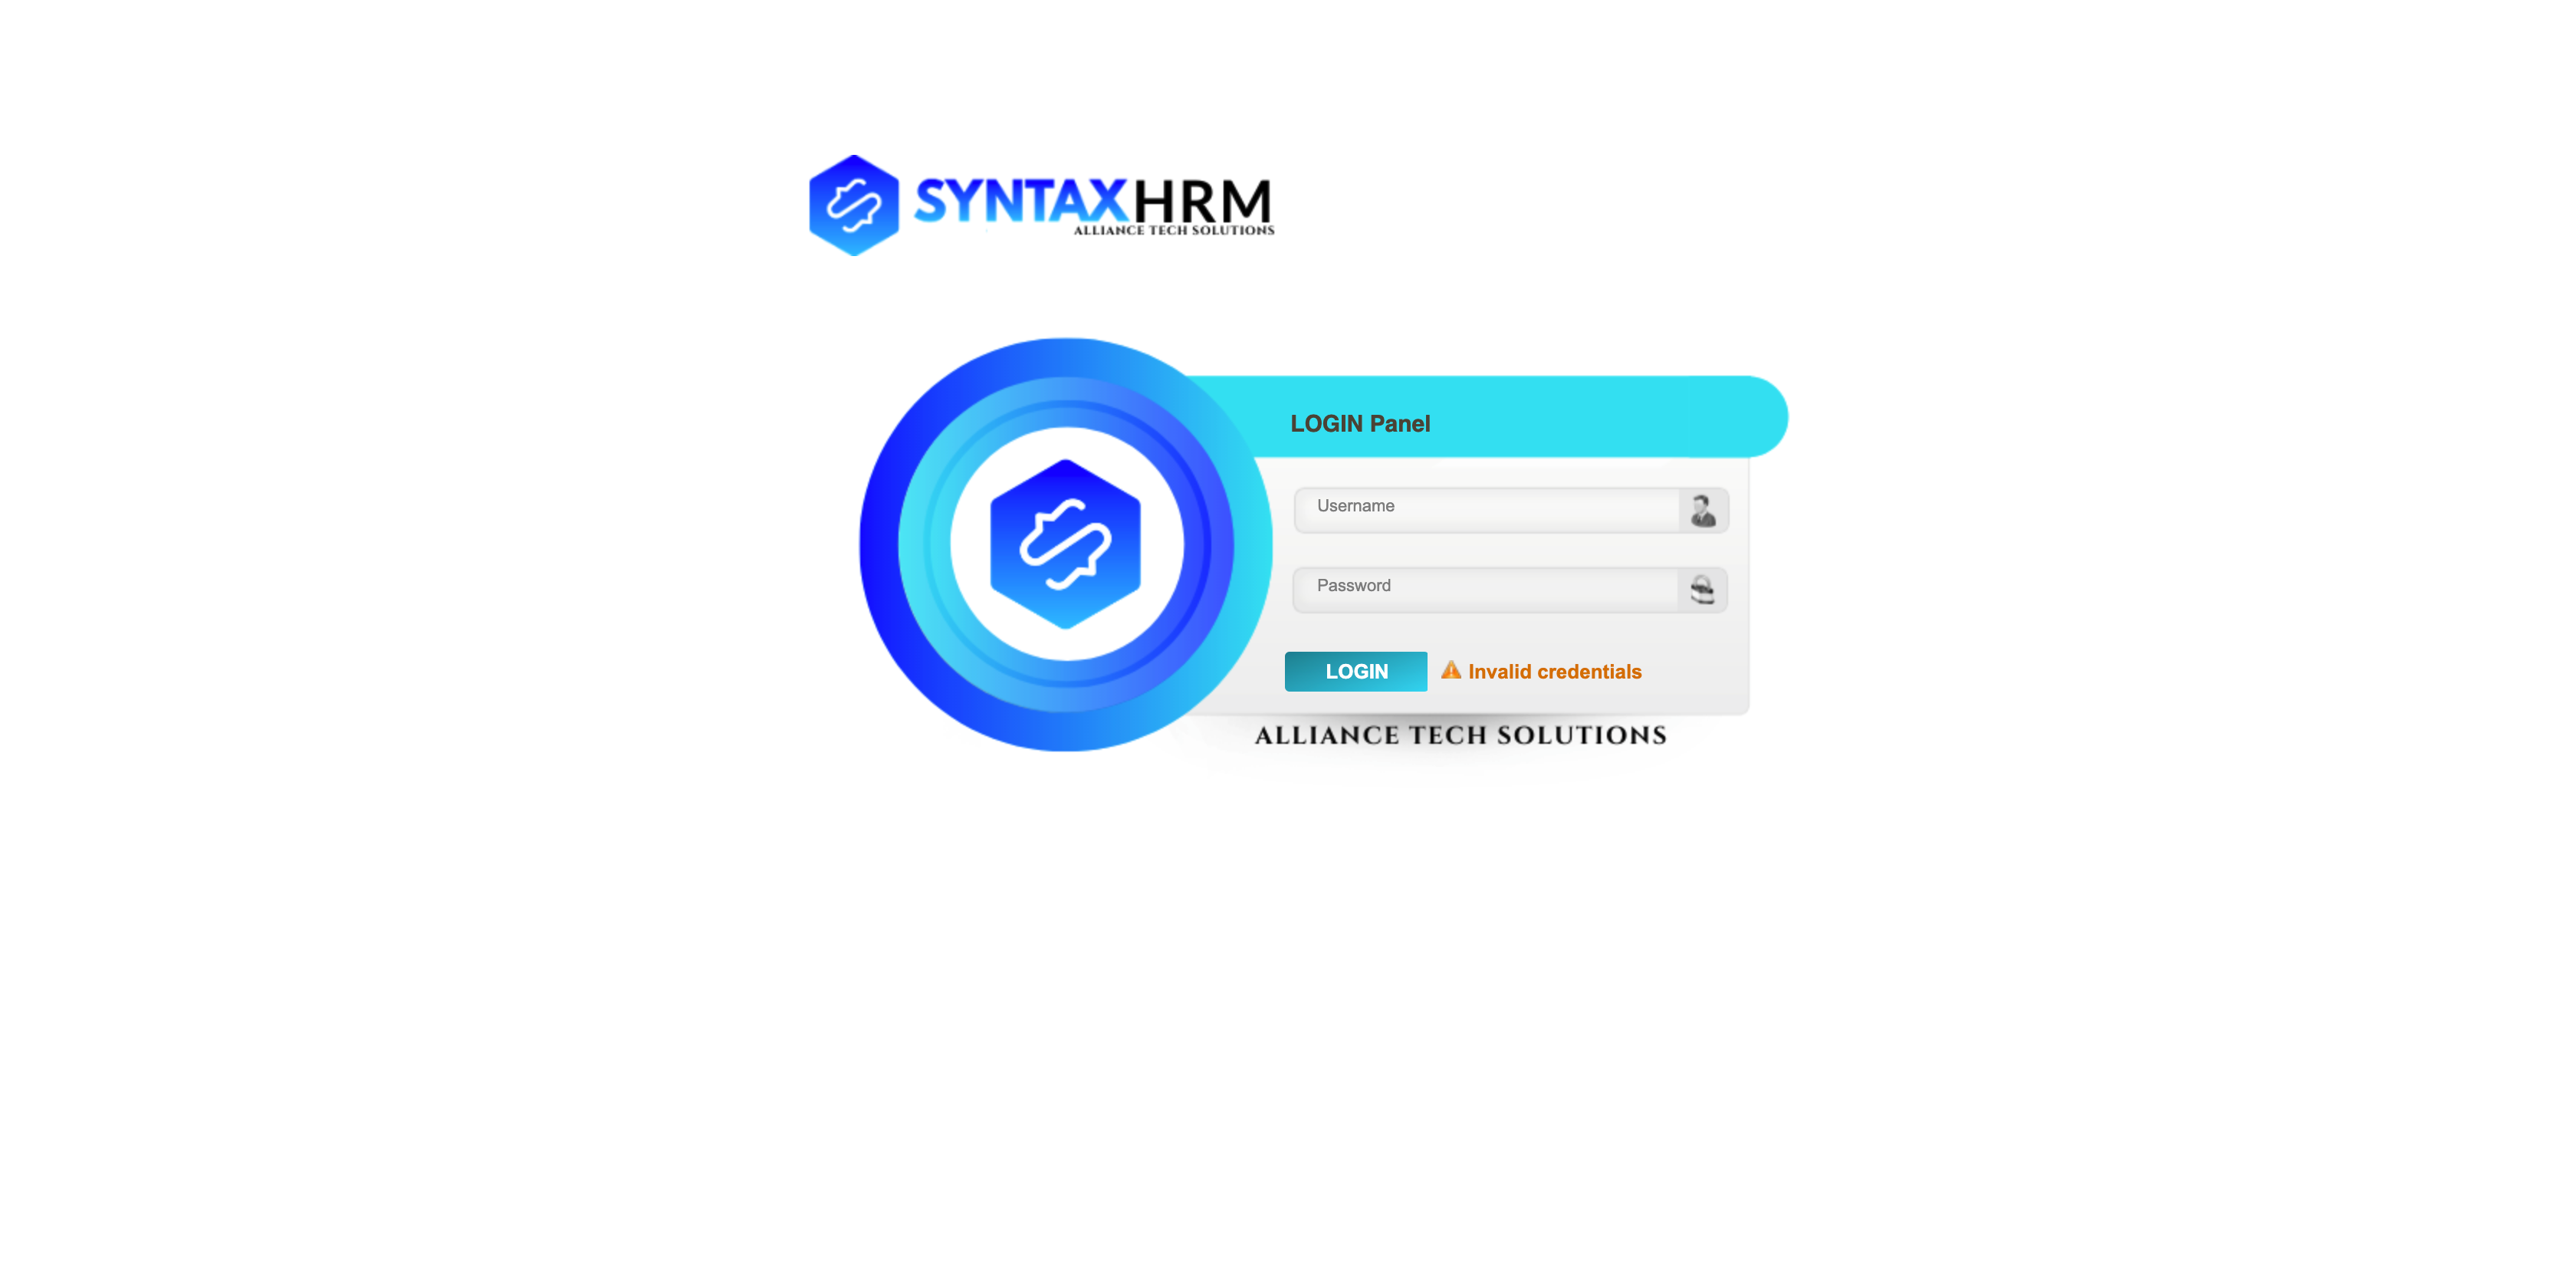 SYNTAXHRM
ALLIANCE TECH SOLUTIONS
LOGIN Panel
Username
Password
LOGIN Invalid credentials
ALLIANCE TECH SOLUTIONS